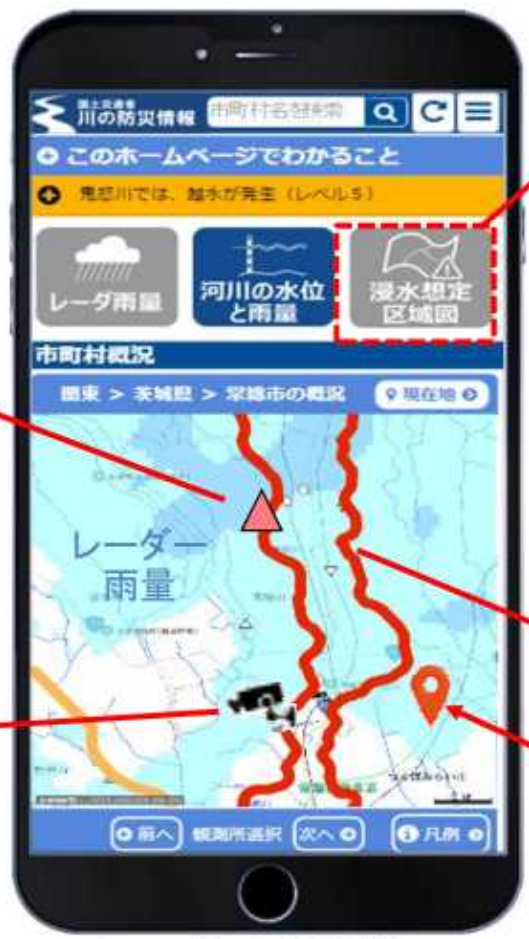 国土交通省
川の防災情報
市町村名を検索
このホームページでわかること
鬼怒川では、越水が発生（レベル5）
レーダ雨量
河川の水位
と雨量
浸水想定
区域図
市町村概況
関東 > 茨城県 > 常総市の概況
現在地
レーダー
雨量
前へ
観測所選択
次へ
凡例